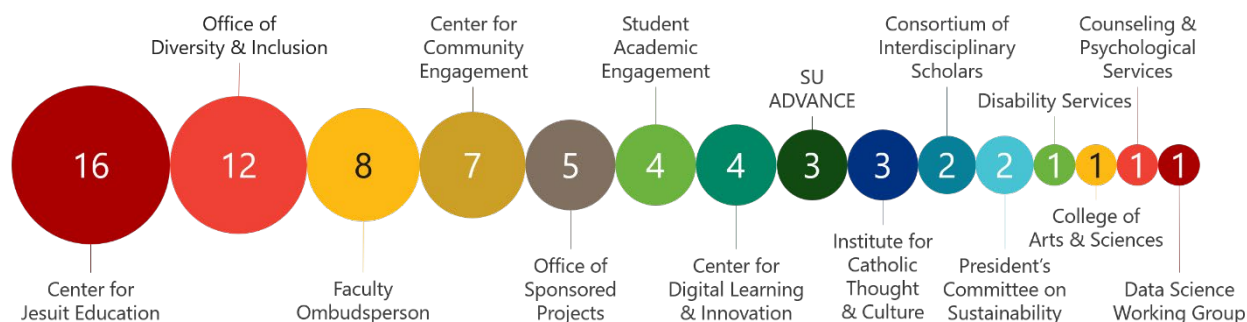 Office of
Diversity & Inclusion
Center for
Community
Engagement
Student
Academic
Engagement
SU
ADVANCE
Consortium of
Interdisciplinary
Scholars
Disability Services
Counseling &
Psychological
Services
16 12 8 7 5 4 4 3 3 2 2 1 1 1 1
Center for
Jesuit Education
Faculty
Ombudsperson
Office of
Sponsored
Projects
Center for
Digital Learning
& Innovation
Institute for
Catholic
Thought
& Culture
President's
Committee on
Sustainability
College of
Arts & Sciences
Data Science
Working Group